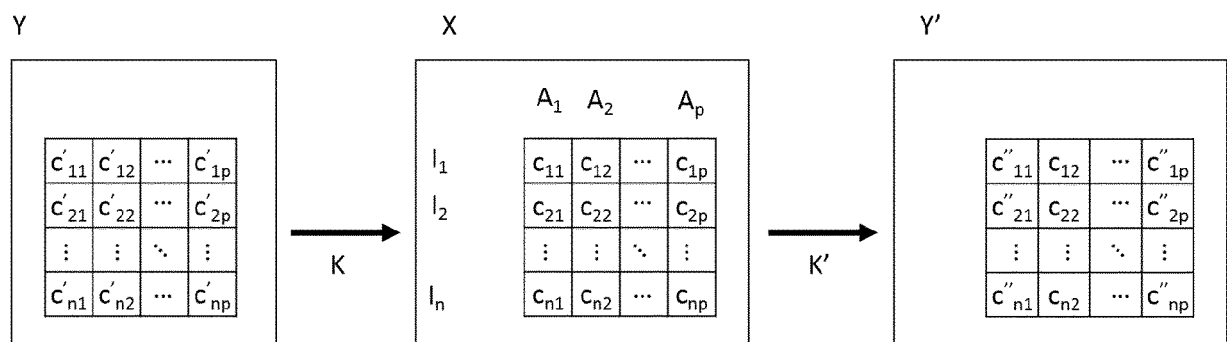 Y X Y’
A₁ A₂ Aₚ
c′₁₁ c′₁₂ ⋯ c′₁ₚ I₁ c₁₁ c₁₂ ⋯ c₁ₚ c″₁₁ c₁₂ ⋯ c″₁ₚ
c′₂₁ c′₂₂ ⋯ c′₂ₚ I₂ c₂₁ c₂₂ ⋯ c₂ₚ c″₂₁ c₂₂ ⋯ c″₂ₚ
⋮ ⋮ ⋱ ⋮ K ⋮ ⋮ ⋱ ⋮ K’ ⋮ ⋮ ⋱ ⋮
c′ₙ₁ c′ₙ₂ ⋯ c′ₙₚ Iₙ cₙ₁ cₙ₂ ⋯ cₙₚ c″ₙ₁ cₙ₂ ⋯ c″ₙₚ